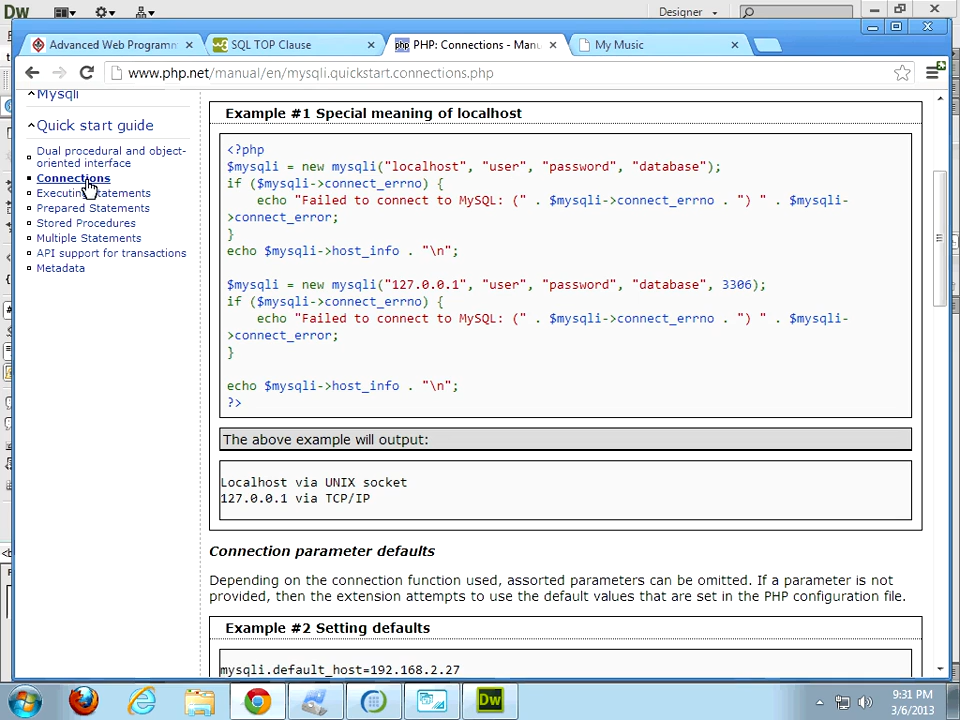 Dw
Designer
Advanced Web Programm
SQL TOP Clause
php PHP: Connections - Manu
My Music
www.php.net/manual/en/mysqli.quickstart.connections.php
Mysqli
Quick start guide
Dual procedural and object-
oriented interface
Connections
Executing Statements
Prepared Statements
Stored Procedures
Multiple Statements
API support for transactions
Metadata
Example #1 Special meaning of localhost
<?php
$mysqli = new mysqli("localhost", "user", "password", "database");
if ($mysqli->connect_errno) {
    echo "Failed to connect to MySQL: (" . $mysqli->connect_errno . ") " . $mysqli-
>connect_error;
}
echo $mysqli->host_info . "\n";
$mysqli = new mysqli("127.0.0.1", "user", "password", "database", 3306);
if ($mysqli->connect_errno) {
    echo "Failed to connect to MySQL: (" . $mysqli->connect_errno . ") " . $mysqli-
>connect_error;
}
echo $mysqli->host_info . "\n";
?>
The above example will output:
Localhost via UNIX socket
127.0.0.1 via TCP/IP
Connection parameter defaults
Depending on the connection function used, assorted parameters can be omitted. If a parameter is not
provided, then the extension attempts to use the default values that are set in the PHP configuration file.
Example #2 Setting defaults
mysqli.default_host=192.168.2.27
Dw
9:31 PM
3/6/2013